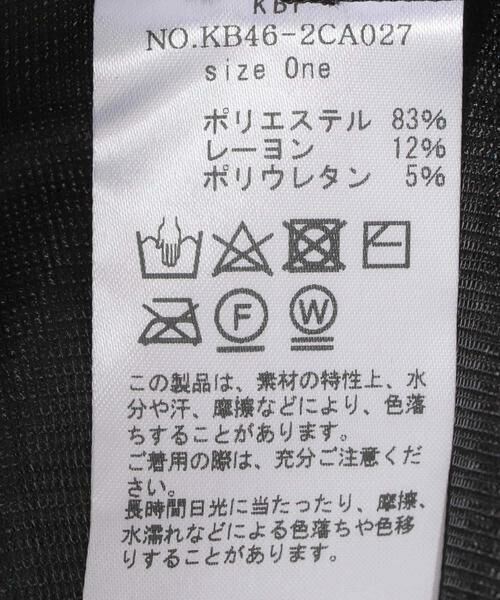 KBF
NO.KB46-2CA027
size One
ポリエステル 83%
レーヨン 12%
ポリウレタン 5%
F
W
この製品は、素材の特性上、水
分や汗、摩擦などにより、色落
ちすることがあります。
ご着用の際は、充分ご注意くだ
さい。
長時間日光に当たったり、摩擦、
水濡れなどによる色落ちや色移
りすることがあります。